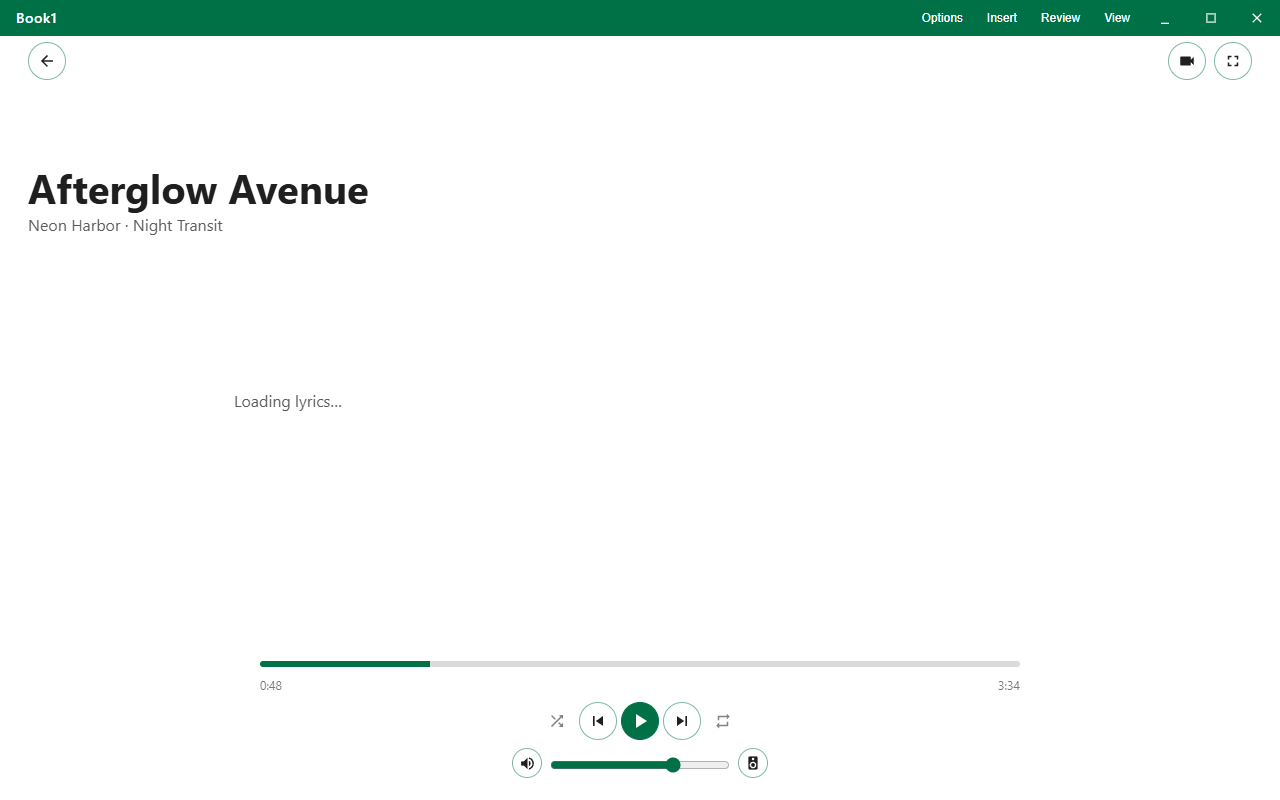 Book1
Options Insert Review View
Afterglow Avenue
Neon Harbor · Night Transit
Loading lyrics...
0:48
3:34